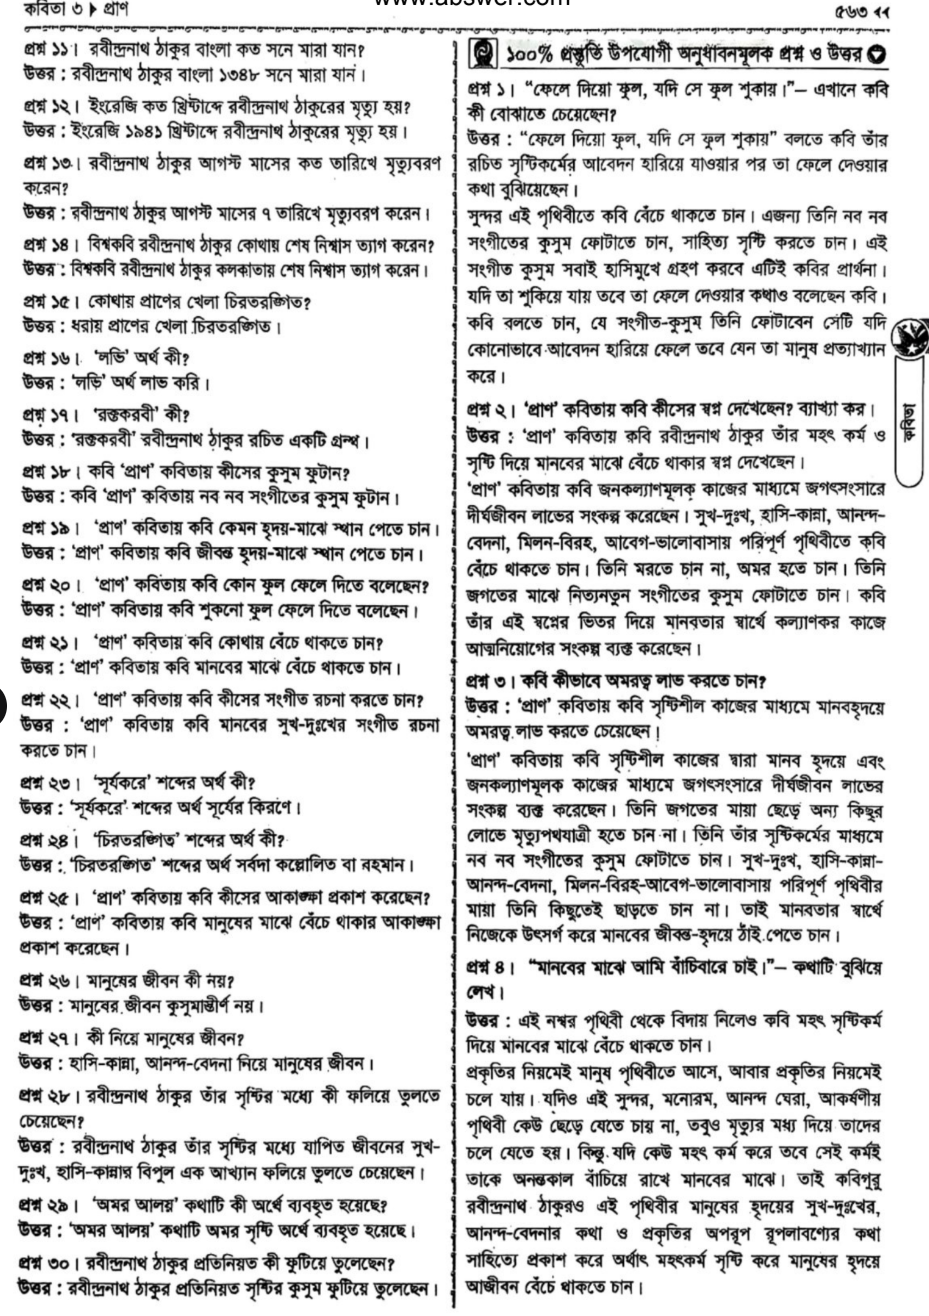 কবিতা ৩ ▶ প্রাণ
www.abswer.com
৫৬৩ ◀◀
প্রশ্ন ১১। রবীন্দ্রনাথ ঠাকুর বাংলা কত সনে মারা যান?
উত্তর : রবীন্দ্রনাথ ঠাকুর বাংলা ১৩৪৮ সনে মারা যান।
প্রশ্ন ১২। ইংরেজি কত খ্রিষ্টাব্দে রবীন্দ্রনাথ ঠাকুরের মৃত্যু হয়?
উত্তর : ইংরেজি ১৯৪১ খ্রিষ্টাব্দে রবীন্দ্রনাথ ঠাকুরের মৃত্যু হয়।
প্রশ্ন ১৩। রবীন্দ্রনাথ ঠাকুর আগস্ট মাসের কত তারিখে মৃত্যুবরণ
করেন?
উত্তর : রবীন্দ্রনাথ ঠাকুর আগস্ট মাসের ৭ তারিখে মৃত্যুবরণ করেন।
প্রশ্ন ১৪। বিশ্বকবি রবীন্দ্রনাথ ঠাকুর কোথায় শেষ নিশ্বাস ত্যাগ করেন?
উত্তর : বিশ্বকবি রবীন্দ্রনাথ ঠাকুর কলকাতায় শেষ নিশ্বাস ত্যাগ করেন।
প্রশ্ন ১৫। কোথায় প্রাণের খেলা চিরতরঙ্গিত?
উত্তর : ধরায় প্রাণের খেলা চিরতরঙ্গিত।
প্রশ্ন ১৬। 'লভি' অর্থ কী?
উত্তর : 'লভি' অর্থ লাভ করি।
প্রশ্ন ১৭। 'রক্তকরবী' কী?
উত্তর : 'রক্তকরবী' রবীন্দ্রনাথ ঠাকুর রচিত একটি গ্রন্থ।
প্রশ্ন ১৮। কবি 'প্রাণ' কবিতায় কীসের কুসুম ফুটান?
উত্তর : কবি 'প্রাণ' কবিতায় নব নব সংগীতের কুসুম ফুটান।
প্রশ্ন ১৯। 'প্রাণ' কবিতায় কবি কেমন হৃদয়-মাঝে স্থান পেতে চান।
উত্তর : 'প্রাণ' কবিতায় কবি জীবন্ত হৃদয়-মাঝে স্থান পেতে চান।
প্রশ্ন ২০। 'প্রাণ' কবিতায় কবি কোন ফুল ফেলে দিতে বলেছেন?
উত্তর : 'প্রাণ' কবিতায় কবি শুকনো ফুল ফেলে দিতে বলেছেন।
প্রশ্ন ২১। 'প্রাণ' কবিতায় কবি কোথায় বেঁচে থাকতে চান?
উত্তর : 'প্রাণ' কবিতায় কবি মানবের মাঝে বেঁচে থাকতে চান।
প্রশ্ন ২২। 'প্রাণ' কবিতায় কবি কীসের সংগীত রচনা করতে চান?
উত্তর : 'প্রাণ' কবিতায় কবি মানবের সুখ-দুঃখের সংগীত রচনা
করতে চান।
প্রশ্ন ২৩। 'সূর্যকরে' শব্দের অর্থ কী?
উত্তর : 'সূর্যকরে' শব্দের অর্থ সূর্যের কিরণে।
প্রশ্ন ২৪। 'চিরতরঙ্গিত' শব্দের অর্থ কী?
উত্তর : 'চিরতরঙ্গিত' শব্দের অর্থ সর্বদা কল্লোলিত বা বহমান।
প্রশ্ন ২৫। 'প্রাণ' কবিতায় কবি কীসের আকাঙ্ক্ষা প্রকাশ করেছেন?
উত্তর : 'প্রাণ' কবিতায় কবি মানুষের মাঝে বেঁচে থাকার আকাঙ্ক্ষা
প্রকাশ করেছেন।
প্রশ্ন ২৬। মানুষের জীবন কী নয়?
উত্তর : মানুষের জীবন কুসুমাস্তীর্ণ নয়।
প্রশ্ন ২৭। কী নিয়ে মানুষের জীবন?
উত্তর : হাসি-কান্না, আনন্দ-বেদনা নিয়ে মানুষের জীবন।
প্রশ্ন ২৮। রবীন্দ্রনাথ ঠাকুর তাঁর সৃষ্টির মধ্যে কী ফলিয়ে তুলতে
চেয়েছেন?
উত্তর : রবীন্দ্রনাথ ঠাকুর তাঁর সৃষ্টির মধ্যে যাপিত জীবনের সুখ-
দুঃখ, হাসি-কান্নার বিপুল এক আখ্যান ফলিয়ে তুলতে চেয়েছেন।
প্রশ্ন ২৯। 'অমর আলয়' কথাটি কী অর্থে ব্যবহৃত হয়েছে?
উত্তর : 'অমর আলয়' কথাটি অমর সৃষ্টি অর্থে ব্যবহৃত হয়েছে।
প্রশ্ন ৩০। রবীন্দ্রনাথ ঠাকুর প্রতিনিয়ত কী ফুটিয়ে তুলেছেন?
উত্তর : রবীন্দ্রনাথ ঠাকুর প্রতিনিয়ত সৃষ্টির কুসুম ফুটিয়ে তুলেছেন।
১০০% প্রস্তুতি উপযোগী অনুধাবনমূলক প্রশ্ন ও উত্তর
প্রশ্ন ১। "ফেলে দিয়ো ফুল, যদি সে ফুল শুকায়।"– এখানে কবি
কী বোঝাতে চেয়েছেন?
উত্তর : "ফেলে দিয়ো ফুল, যদি সে ফুল শুকায়" বলতে কবি তাঁর
রচিত সৃষ্টিকর্মের আবেদন হারিয়ে যাওয়ার পর তা ফেলে দেওয়ার
কথা বুঝিয়েছেন।
সুন্দর এই পৃথিবীতে কবি বেঁচে থাকতে চান। এজন্য তিনি নব নব
সংগীতের কুসুম ফোটাতে চান, সাহিত্য সৃষ্টি করতে চান। এই
সংগীত কুসুম সবাই হাসিমুখে গ্রহণ করবে এটিই কবির প্রার্থনা।
যদি তা শুকিয়ে যায় তবে তা ফেলে দেওয়ার কথাও বলেছেন কবি।
কবি বলতে চান, যে সংগীত-কুসুম তিনি ফোটাবেন সেটি যদি
কোনোভাবে আবেদন হারিয়ে ফেলে তবে যেন তা মানুষ প্রত্যাখ্যান
করে।
প্রশ্ন ২। 'প্রাণ' কবিতায় কবি কীসের স্বপ্ন দেখেছেন? ব্যাখ্যা কর।
উত্তর : 'প্রাণ' কবিতায় কবি রবীন্দ্রনাথ ঠাকুর তাঁর মহৎ কর্ম ও
সৃষ্টি দিয়ে মানবের মাঝে বেঁচে থাকার স্বপ্ন দেখেছেন।
'প্রাণ' কবিতায় কবি জনকল্যাণমূলক কাজের মাধ্যমে জগৎসংসারে
দীর্ঘজীবন লাভের সংকল্প করেছেন। সুখ-দুঃখ, হাসি-কান্না, আনন্দ-
বেদনা, মিলন-বিরহ, আবেগ-ভালোবাসায় পরিপূর্ণ পৃথিবীতে কবি
বেঁচে থাকতে চান। তিনি মরতে চান না, অমর হতে চান। তিনি
জগতের মাঝে নিত্যনতুন সংগীতের কুসুম ফোটাতে চান। কবি
তাঁর এই স্বপ্নের ভিতর দিয়ে মানবতার স্বার্থে কল্যাণকর কাজে
আত্মনিয়োগের সংকল্প ব্যক্ত করেছেন।
প্রশ্ন ৩। কবি কীভাবে অমরত্ব লাভ করতে চান?
উত্তর : 'প্রাণ' কবিতায় কবি সৃষ্টিশীল কাজের মাধ্যমে মানবহৃদয়ে
অমরত্ব লাভ করতে চেয়েছেন।
'প্রাণ' কবিতায় কবি সৃষ্টিশীল কাজের দ্বারা মানব হৃদয়ে এবং
জনকল্যাণমূলক কাজের মাধ্যমে জগৎসংসারে দীর্ঘজীবন লাভের
সংকল্প ব্যক্ত করেছেন। তিনি জগতের মায়া ছেড়ে অন্য কিছুর
লোভে মৃত্যুপথযাত্রী হতে চান না। তিনি তাঁর সৃষ্টিকর্মের মাধ্যমে
নব নব সংগীতের কুসুম ফোটাতে চান। সুখ-দুঃখ, হাসি-কান্না-
আনন্দ-বেদনা, মিলন-বিরহ-আবেগ-ভালোবাসায় পরিপূর্ণ পৃথিবীর
মায়া তিনি কিছুতেই ছাড়তে চান না। তাই মানবতার স্বার্থে
নিজেকে উৎসর্গ করে মানবের জীবন্ত-হৃদয়ে ঠাঁই পেতে চান।
প্রশ্ন ৪। "মানবের মাঝে আমি বাঁচিবারে চাই।"– কথাটি বুঝিয়ে
লেখ।
উত্তর : এই নশ্বর পৃথিবী থেকে বিদায় নিলেও কবি মহৎ সৃষ্টিকর্ম
দিয়ে মানবের মাঝে বেঁচে থাকতে চান।
প্রকৃতির নিয়মেই মানুষ পৃথিবীতে আসে, আবার প্রকৃতির নিয়মেই
চলে যায়। যদিও এই সুন্দর, মনোরম, আনন্দ ঘেরা, আকর্ষণীয়
পৃথিবী কেউ ছেড়ে যেতে চায় না, তবুও মৃত্যুর মধ্য দিয়ে তাদের
চলে যেতে হয়। কিন্তু যদি কেউ মহৎ কর্ম করে তবে সেই কর্মই
তাকে অনন্তকাল বাঁচিয়ে রাখে মানবের মাঝে। তাই কবিগুরু
রবীন্দ্রনাথ ঠাকুরও এই পৃথিবীর মানুষের হৃদয়ের সুখ-দুঃখের,
আনন্দ-বেদনার কথা ও প্রকৃতির অপরূপ রূপলাবণ্যের কথা
সাহিত্যে প্রকাশ করে অর্থাৎ মহৎকর্ম সৃষ্টি করে মানুষের হৃদয়ে
আজীবন বেঁচে থাকতে চান।
কবিতা